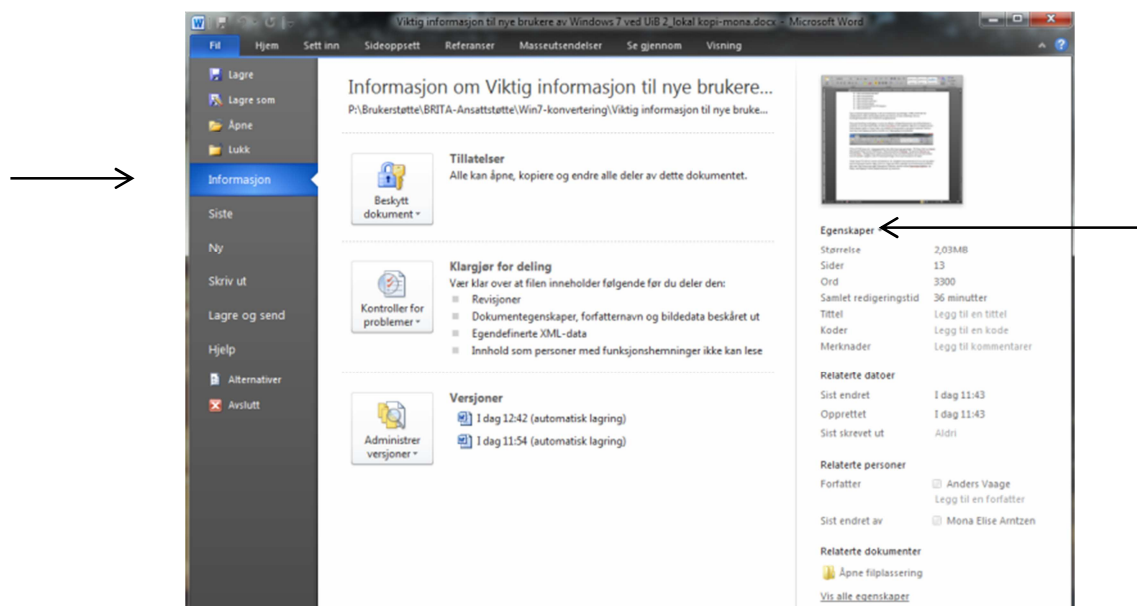 Viktig informasjon til nye brukere av Windows 7 ved UiB 2_lokal kopi-mona.docx - Microsoft Word
Fil Hjem Sett inn Sideoppsett Referanser Masseutsendelser Se gjennom Visning
Lagre
Lagre som
Åpne
Lukk
Informasjon
Siste
Ny
Skriv ut
Lagre og send
Hjelp
Alternativer
Avslutt
Informasjon om Viktig informasjon til nye brukere...
P:\Brukerstøtte\BRITA-Ansattstøtte\Win7-konvertering\Viktig informasjon til nye bruke...
Beskytt
dokument
Tillatelser
Alle kan åpne, kopiere og endre alle deler av dette dokumentet.
Kontroller for
problemer
Klargjør for deling
Vær klar over at filen inneholder følgende før du deler den:
Revisjoner
Dokumentegenskaper, forfatternavn og bildedata beskåret ut
Egendefinerte XML-data
Innhold som personer med funksjonshemninger ikke kan lese
Administrer
versjoner
Versjoner
I dag 12:42 (automatisk lagring)
I dag 11:54 (automatisk lagring)
Egenskaper
Størrelse 2,03MB
Sider 13
Ord 3300
Samlet redigeringstid 36 minutter
Tittel Legg til en tittel
Koder Legg til en kode
Merknader Legg til kommentarer
Relaterte datoer
Sist endret I dag 11:43
Opprettet I dag 11:43
Sist skrevet ut Aldri
Relaterte personer
Forfatter Anders Vaage
Legg til en forfatter
Sist endret av Mona Elise Arntzen
Relaterte dokumenter
Åpne filplassering
Vis alle egenskaper